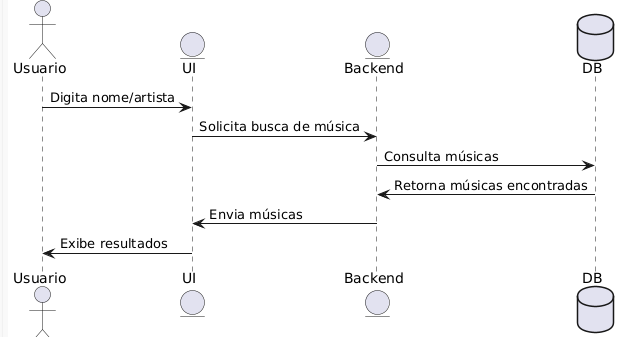 Usuario
UI
Backend
DB
Digita nome/artista
Solicita busca de música
Consulta músicas
Retorna músicas encontradas
Envia músicas
Exibe resultados
Usuario
UI
Backend
DB